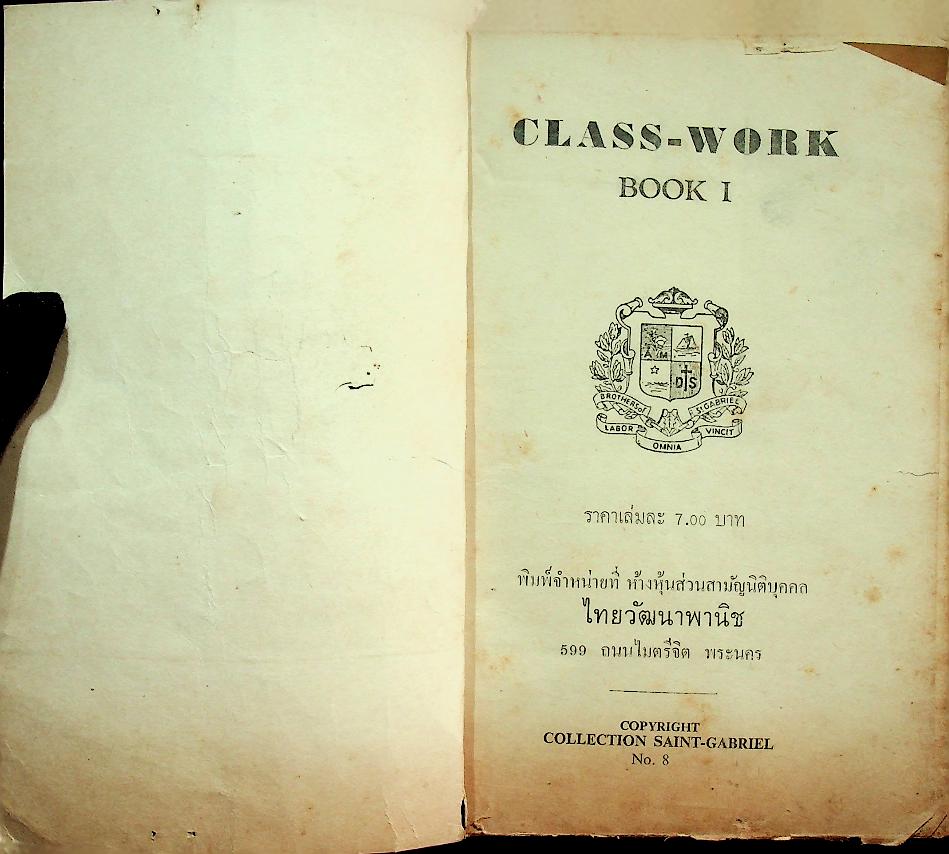 CLASS-WORK
BOOK I
A M
D S
BROTHERS of St GABRIEL
LABOR OMNIA VINCIT
ราคาเล่มละ 7.00 บาท
พิมพ์จำหน่ายที่ ห้างหุ้นส่วนสามัญนิติบุคคล
ไทยวัฒนาพานิช
599 ถนนไมตรีจิต พระนคร
COPYRIGHT
COLLECTION SAINT-GABRIEL
No. 8